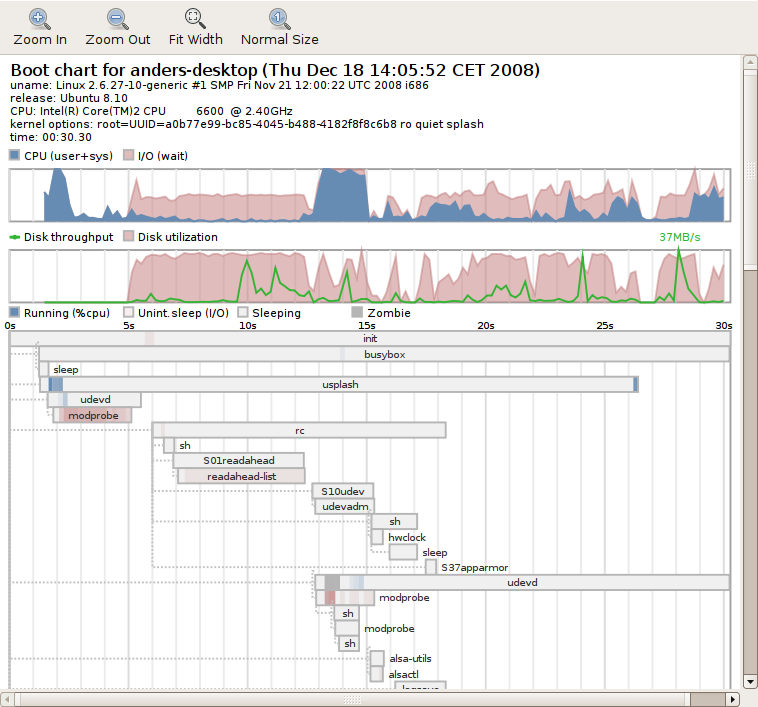 Zoom In Zoom Out Fit Width Normal Size
Boot chart for anders-desktop (Thu Dec 18 14:05:52 CET 2008)
uname: Linux 2.6.27-10-generic #1 SMP Fri Nov 21 12:00:22 UTC 2008 i686
release: Ubuntu 8.10
CPU: Intel(R) Core(TM)2 CPU 6600 @ 2.40GHz
kernel options: root=UUID=a0b77e99-bc85-4045-b488-4182f8f8c6b8 ro quiet splash
time: 00:30.30
CPU (user+sys) I/O (wait)
Disk throughput Disk utilization 37MB/s
Running (%cpu) Unint.sleep (I/O) Sleeping Zombie
0s 5s 10s 15s 20s 25s 30s
init
busybox
sleep
usplash
udevd
modprobe
rc
sh
S01readahead
readahead-list
S10udev
udevadm
sh
hwclock
sleep
S37apparmor
udevd
modprobe
sh
modprobe
sh
alsa-utils
alsactl